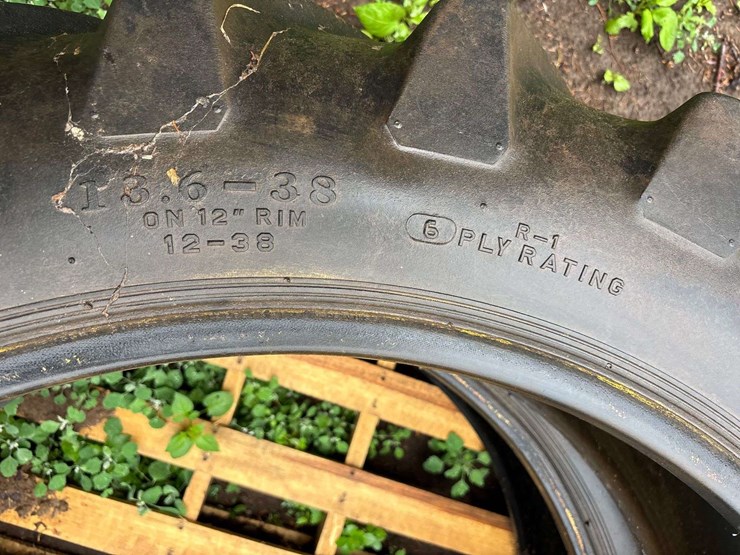 13.6-38
ON 12" RIM
12-38
R-1
6 PLY RATING